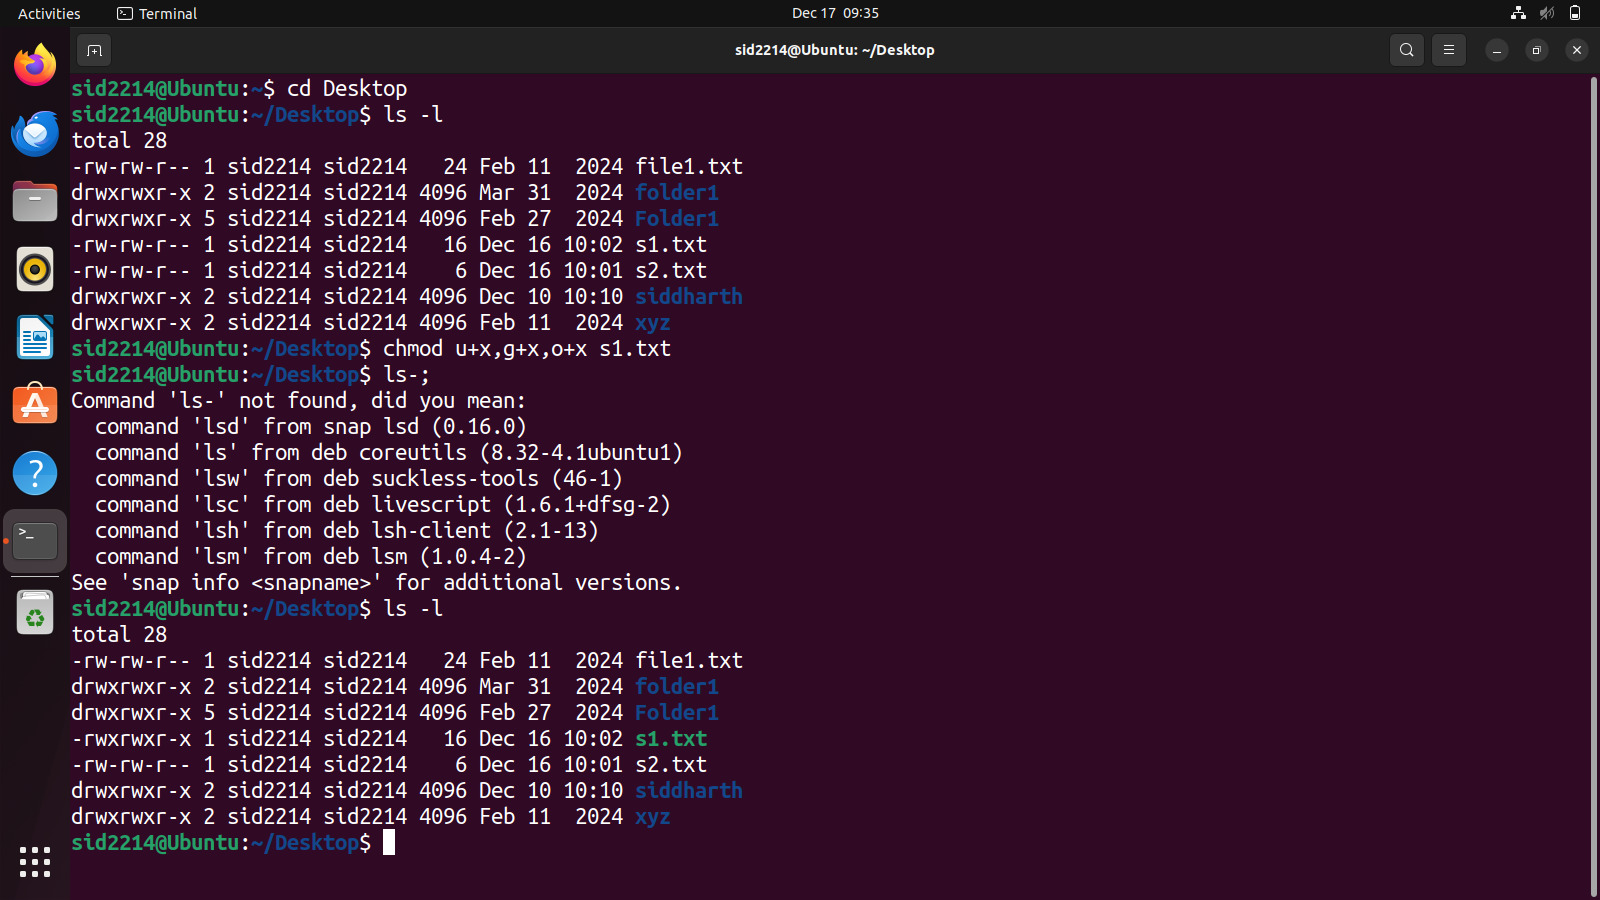 Activities
Terminal
Dec 17 09:35
sid2214@Ubuntu: ~/Desktop
sid2214@Ubuntu:~$ cd Desktop
sid2214@Ubuntu:~/Desktop$ ls -l
total 28
-rw-rw-r-- 1 sid2214 sid2214   24 Feb 11  2024 file1.txt
drwxrwxr-x 2 sid2214 sid2214 4096 Mar 31  2024 folder1
drwxrwxr-x 5 sid2214 sid2214 4096 Feb 27  2024 Folder1
-rw-rw-r-- 1 sid2214 sid2214   16 Dec 16 10:02 s1.txt
-rw-rw-r-- 1 sid2214 sid2214    6 Dec 16 10:01 s2.txt
drwxrwxr-x 2 sid2214 sid2214 4096 Dec 10 10:10 siddharth
drwxrwxr-x 2 sid2214 sid2214 4096 Feb 11  2024 xyz
sid2214@Ubuntu:~/Desktop$ chmod u+x,g+x,o+x s1.txt
sid2214@Ubuntu:~/Desktop$ ls-;
Command 'ls-' not found, did you mean:
  command 'lsd' from snap lsd (0.16.0)
  command 'ls' from deb coreutils (8.32-4.1ubuntu1)
  command 'lsw' from deb suckless-tools (46-1)
  command 'lsc' from deb livescript (1.6.1+dfsg-2)
  command 'lsh' from deb lsh-client (2.1-13)
  command 'lsm' from deb lsm (1.0.4-2)
See 'snap info <snapname>' for additional versions.
sid2214@Ubuntu:~/Desktop$ ls -l
total 28
-rw-rw-r-- 1 sid2214 sid2214   24 Feb 11  2024 file1.txt
drwxrwxr-x 2 sid2214 sid2214 4096 Mar 31  2024 folder1
drwxrwxr-x 5 sid2214 sid2214 4096 Feb 27  2024 Folder1
-rwxrwxr-x 1 sid2214 sid2214   16 Dec 16 10:02 s1.txt
-rw-rw-r-- 1 sid2214 sid2214    6 Dec 16 10:01 s2.txt
drwxrwxr-x 2 sid2214 sid2214 4096 Dec 10 10:10 siddharth
drwxrwxr-x 2 sid2214 sid2214 4096 Feb 11  2024 xyz
sid2214@Ubuntu:~/Desktop$